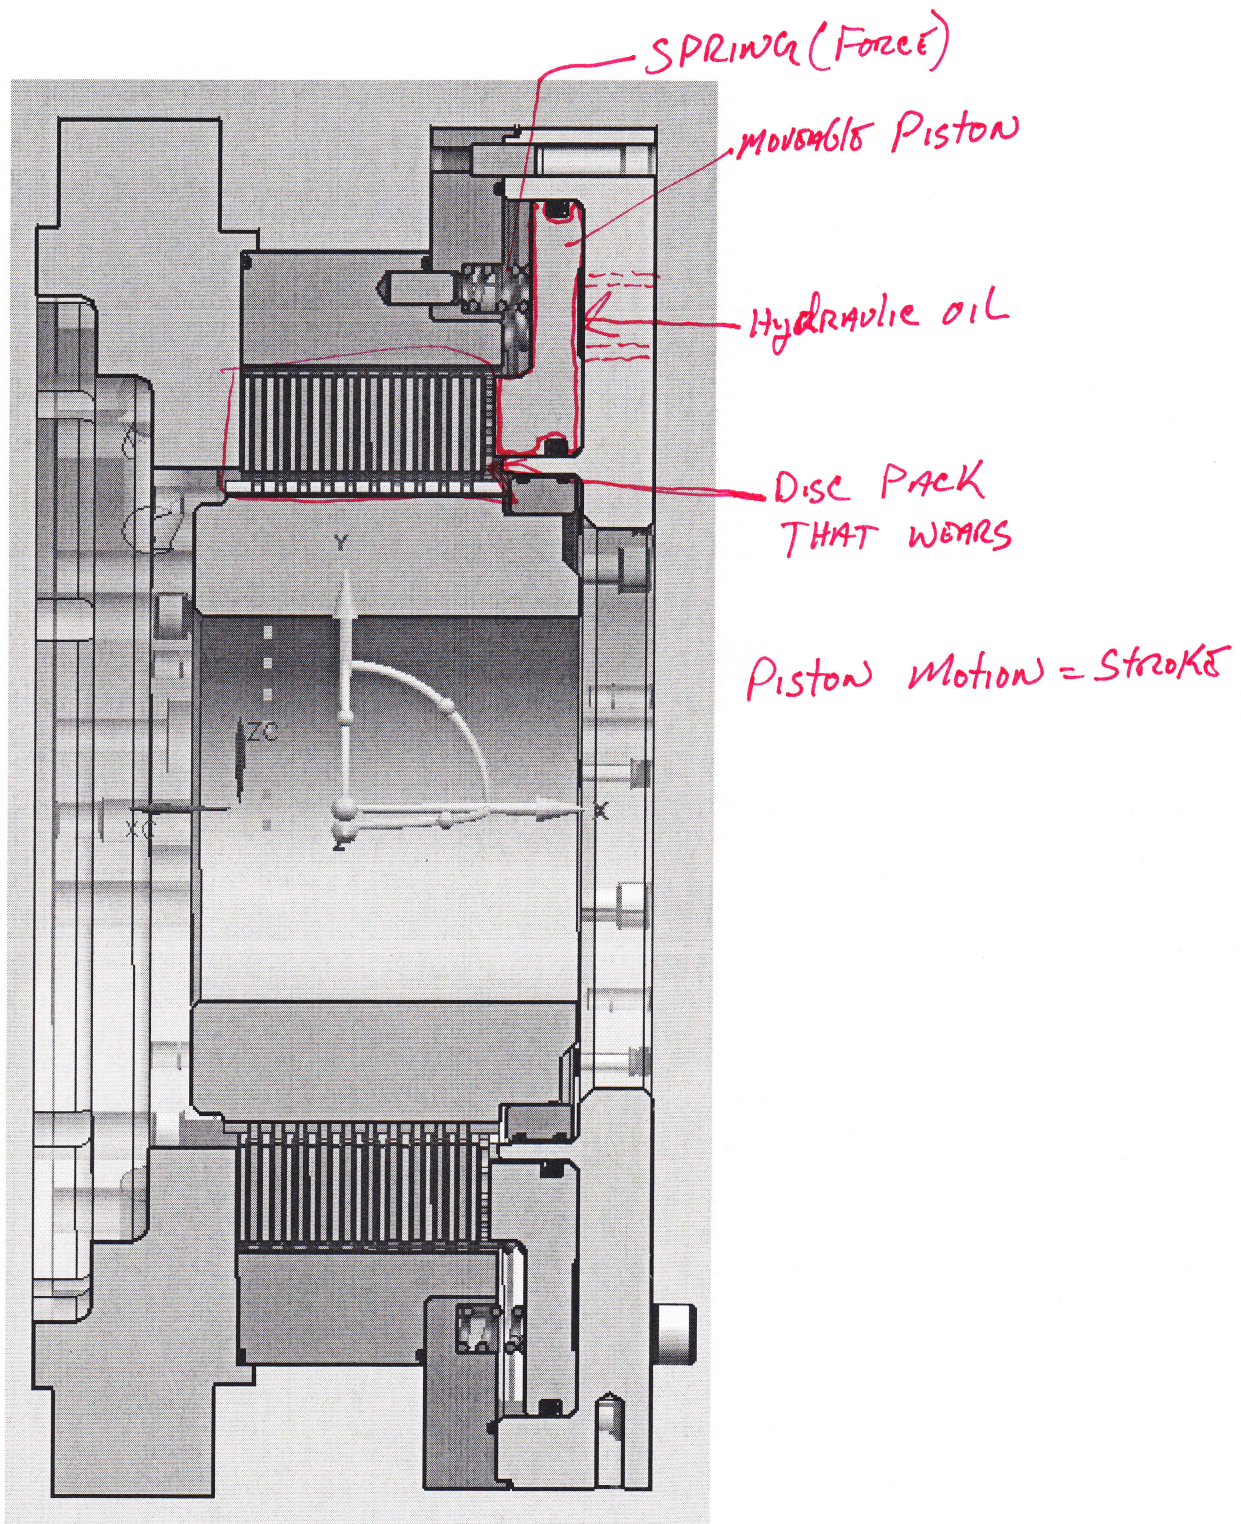 SPRING (FORCE)
MOVEABLE PISTON
HYDRAULIC OIL
DISC PACK
THAT WEARS
PISTON MOTION = STROKE
Y
ZC
XC
X
Z